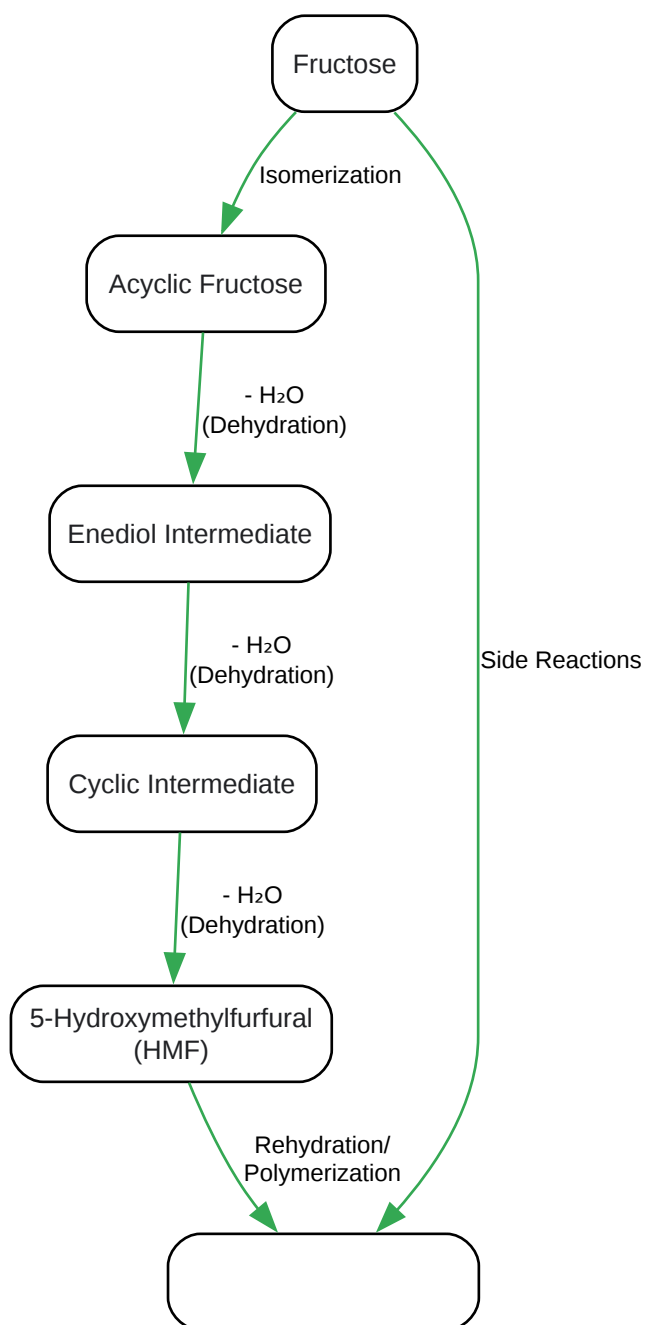 Fructose
Isomerization
Acyclic Fructose
- H₂O
(Dehydration)
Enediol Intermediate
- H₂O
(Dehydration)
Side Reactions
Cyclic Intermediate
- H₂O
(Dehydration)
5-Hydroxymethylfurfural
(HMF)
Rehydration/
Polymerization